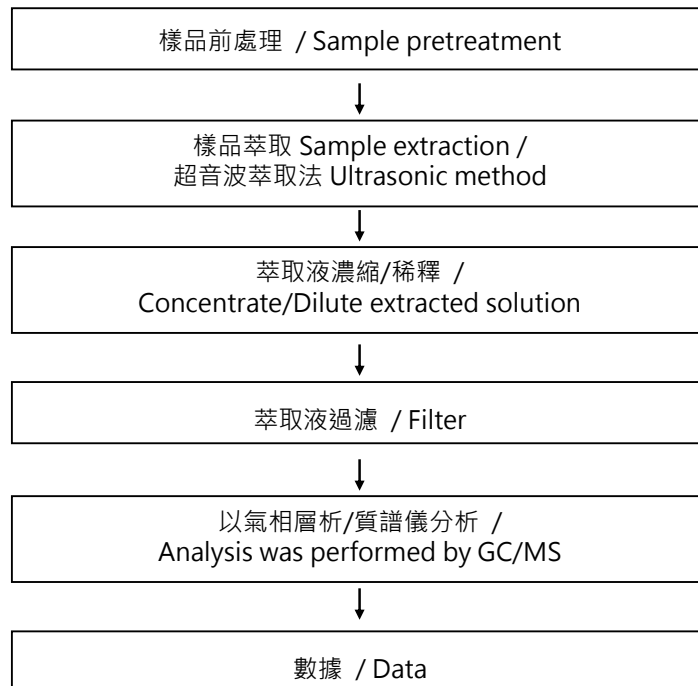 樣品前處理 / Sample pretreatment
樣品萃取 Sample extraction /
超音波萃取法 Ultrasonic method
萃取液濃縮/稀釋 /
Concentrate/Dilute extracted solution
萃取液過濾 / Filter
以氣相層析/質譜儀分析 /
Analysis was performed by GC/MS
數據 / Data